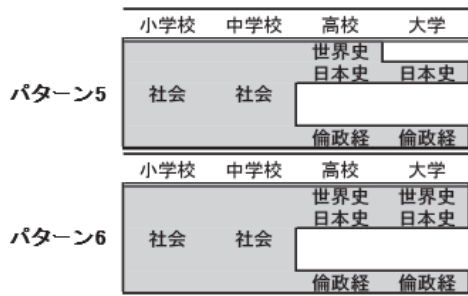 小学校 中学校 高校 大学
世界史
日本史 日本史
パターン5 社会 社会
倫政経 倫政経
小学校 中学校 高校 大学
世界史 世界史
日本史 日本史
パターン6 社会 社会
倫政経 倫政経